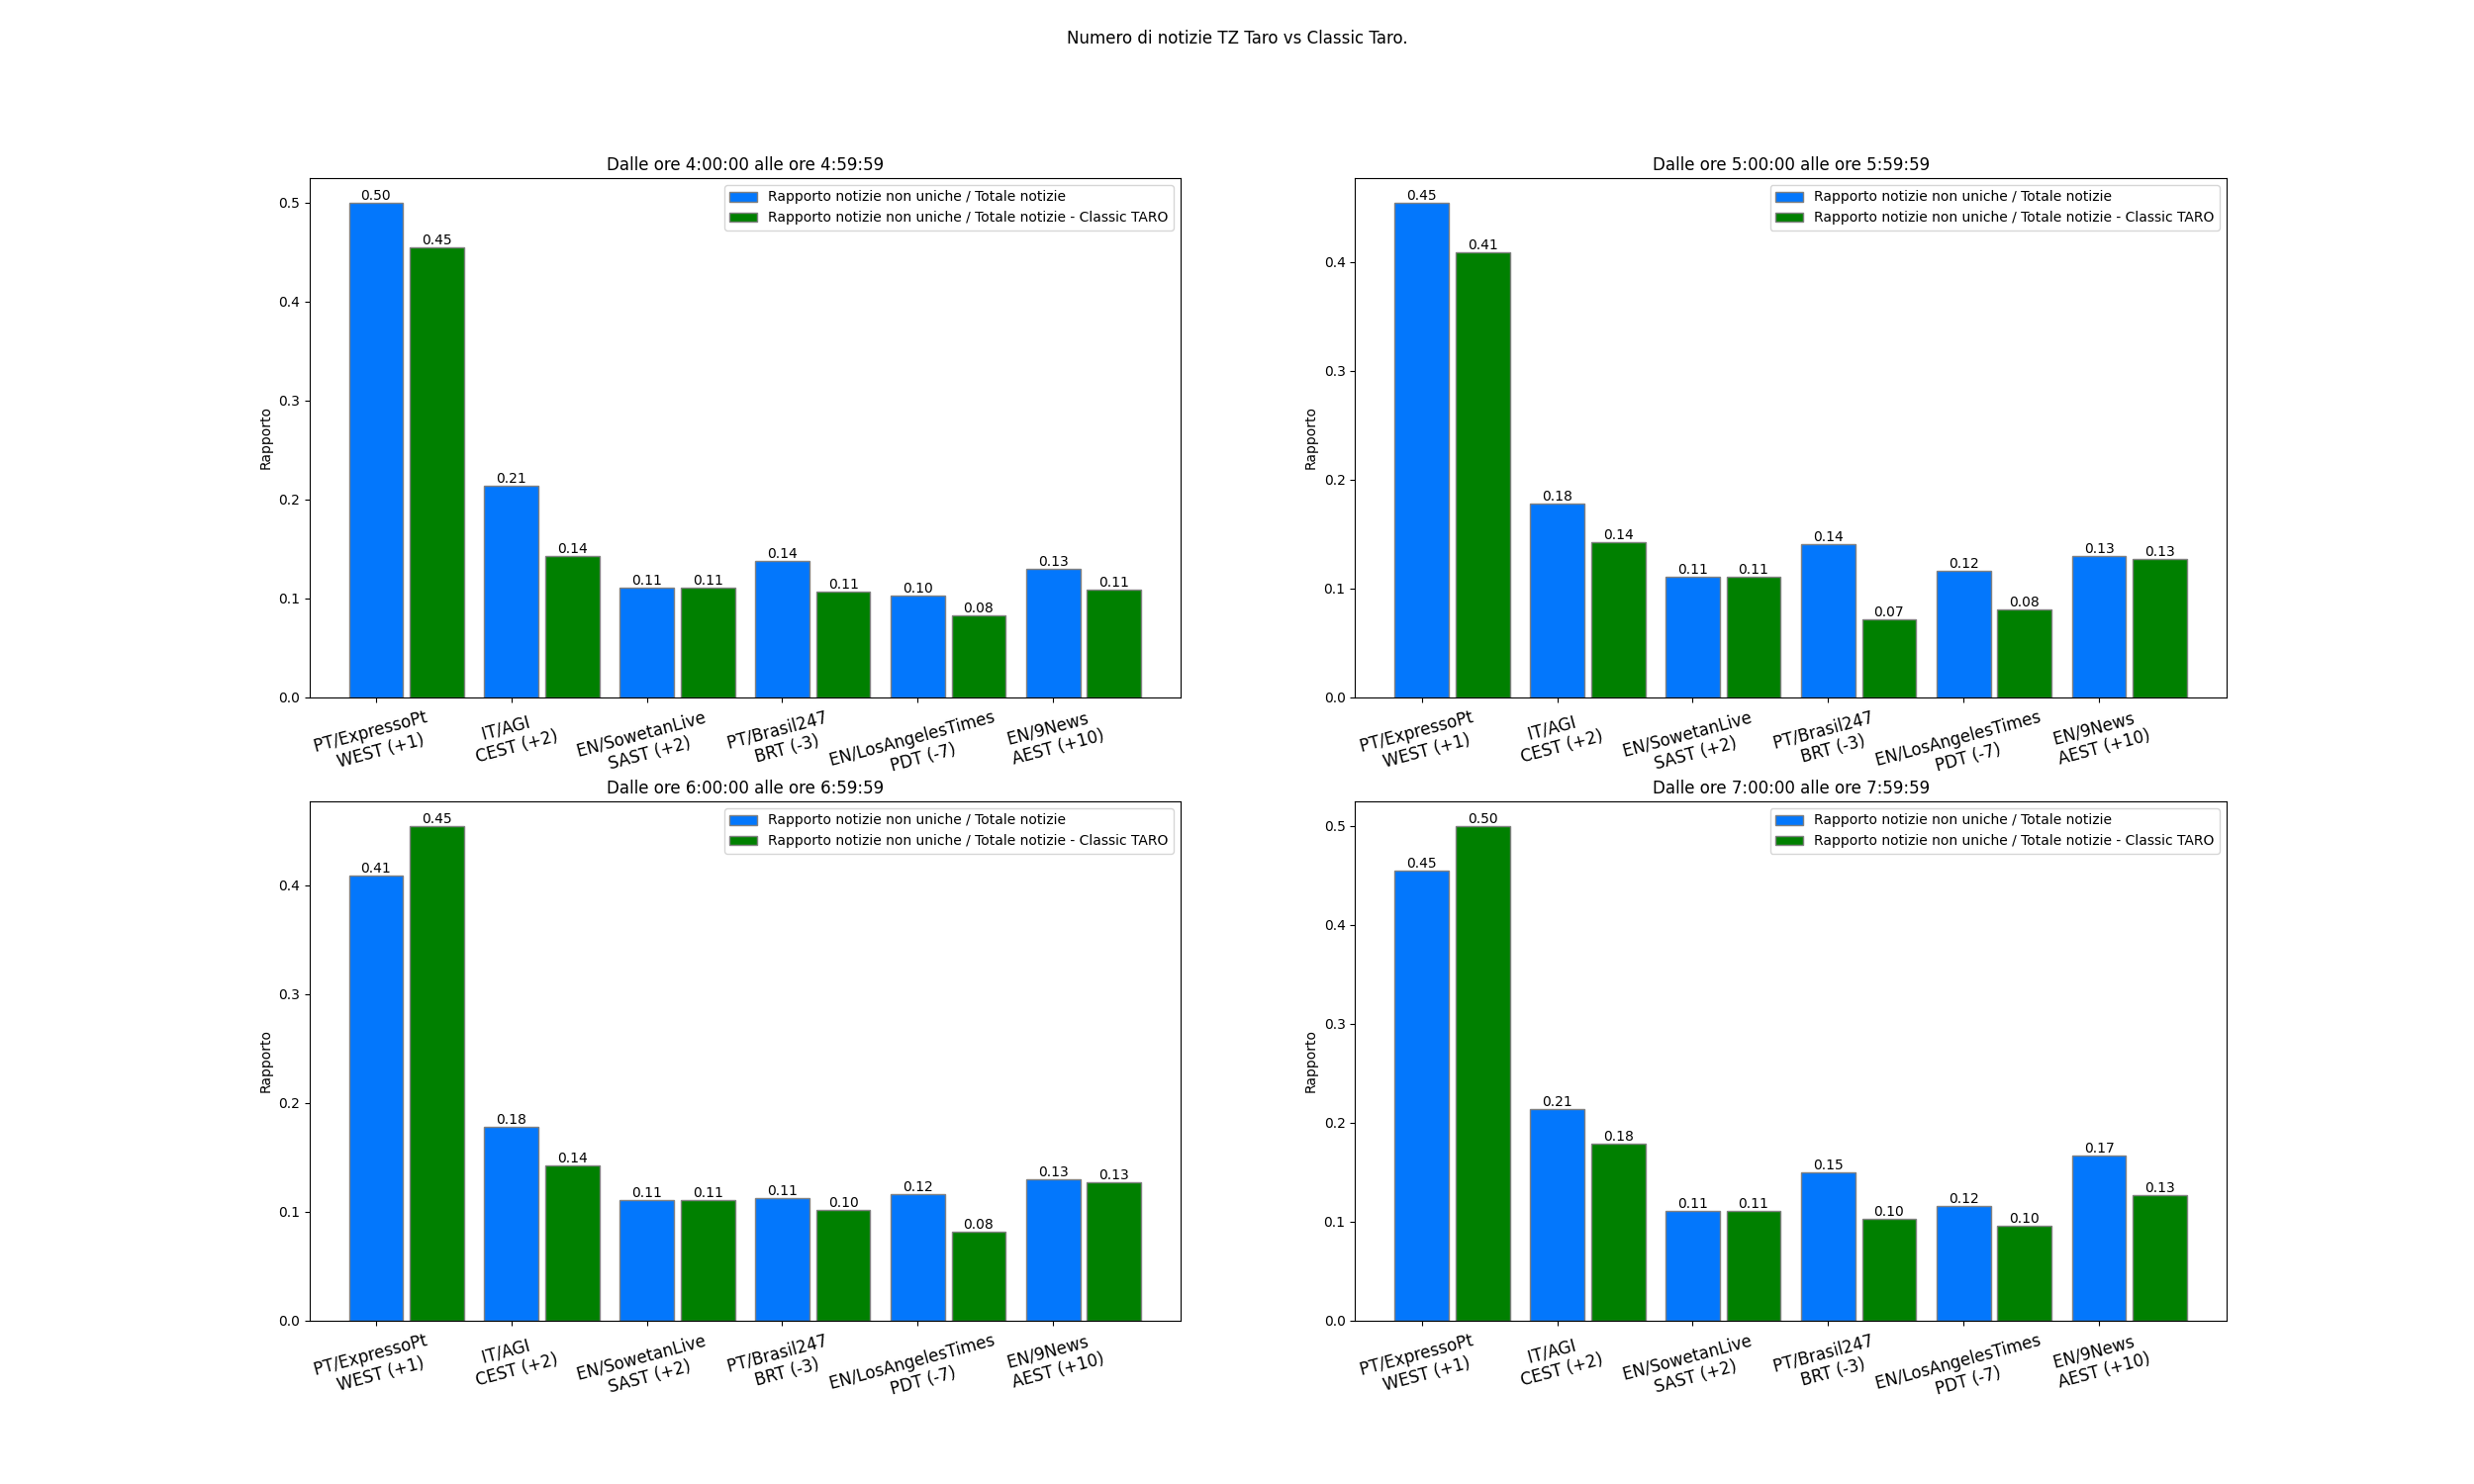 Numero di notizie TZ Taro vs Classic Taro.
Dalle ore 4:00:00 alle ore 4:59:59
Rapporto notizie non uniche / Totale notizie
Rapporto notizie non uniche / Totale notizie - Classic TARO
Rapporto
0.5
0.4
0.3
0.2
0.1
0.0
0.50
0.45
0.21
0.14
0.11
0.11
0.14
0.11
0.10
0.08
0.13
0.11
PT/ExpressoPt
WEST (+1)
IT/AGI
CEST (+2)
EN/SowetanLive
SAST (+2)
PT/Brasil247
BRT (-3)
EN/LosAngelesTimes
PDT (-7)
EN/9News
AEST (+10)
Dalle ore 5:00:00 alle ore 5:59:59
Rapporto notizie non uniche / Totale notizie
Rapporto notizie non uniche / Totale notizie - Classic TARO
Rapporto
0.4
0.3
0.2
0.1
0.0
0.45
0.41
0.18
0.14
0.11
0.11
0.14
0.07
0.12
0.08
0.13
0.13
PT/ExpressoPt
WEST (+1)
IT/AGI
CEST (+2)
EN/SowetanLive
SAST (+2)
PT/Brasil247
BRT (-3)
EN/LosAngelesTimes
PDT (-7)
EN/9News
AEST (+10)
Dalle ore 6:00:00 alle ore 6:59:59
Rapporto notizie non uniche / Totale notizie
Rapporto notizie non uniche / Totale notizie - Classic TARO
Rapporto
0.4
0.3
0.2
0.1
0.0
0.41
0.45
0.18
0.14
0.11
0.11
0.11
0.10
0.12
0.08
0.13
0.13
PT/ExpressoPt
WEST (+1)
IT/AGI
CEST (+2)
EN/SowetanLive
SAST (+2)
PT/Brasil247
BRT (-3)
EN/LosAngelesTimes
PDT (-7)
EN/9News
AEST (+10)
Dalle ore 7:00:00 alle ore 7:59:59
Rapporto notizie non uniche / Totale notizie
Rapporto notizie non uniche / Totale notizie - Classic TARO
Rapporto
0.5
0.4
0.3
0.2
0.1
0.0
0.45
0.50
0.21
0.18
0.11
0.11
0.15
0.10
0.12
0.10
0.17
0.13
PT/ExpressoPt
WEST (+1)
IT/AGI
CEST (+2)
EN/SowetanLive
SAST (+2)
PT/Brasil247
BRT (-3)
EN/LosAngelesTimes
PDT (-7)
EN/9News
AEST (+10)